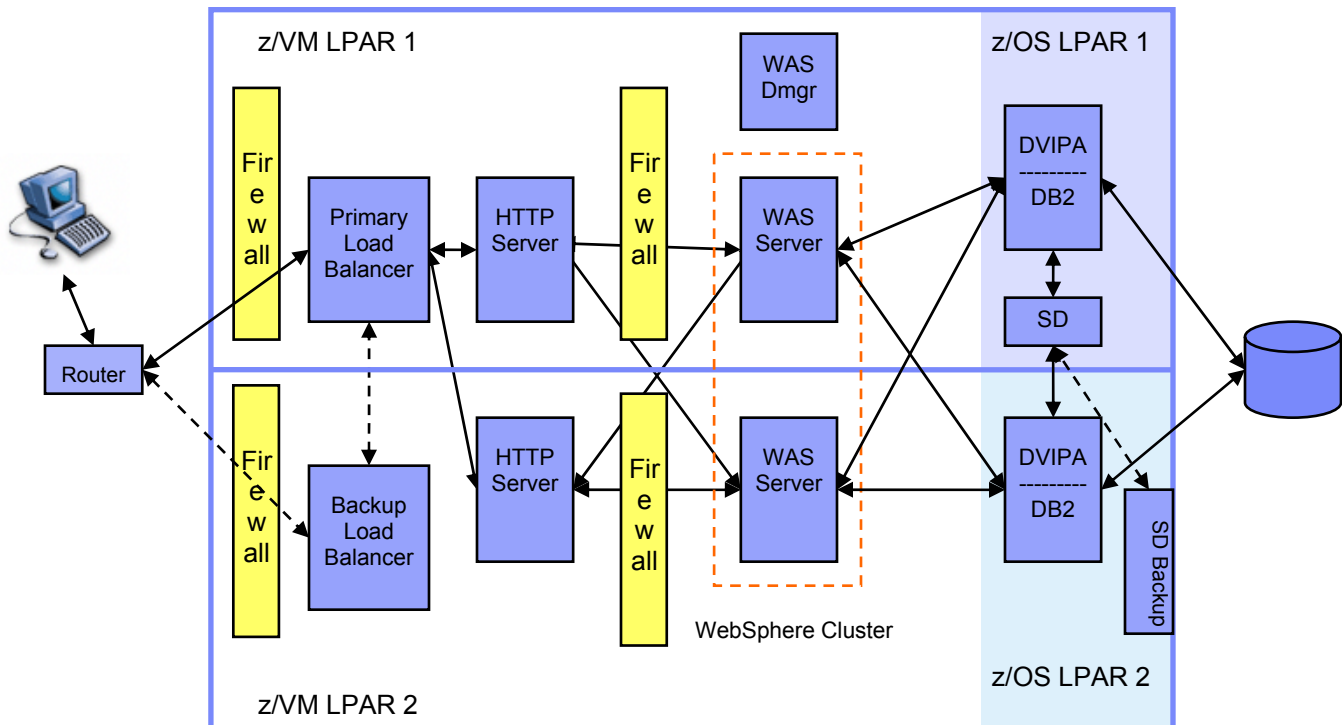 z/VM LPAR 1
z/OS LPAR 1
WAS
Dmgr
Fir
e
w
all
Fir
e
w
all
Primary
Load
Balancer
HTTP
Server
WAS
Server
DVIPA
---------
DB2
SD
Router
Fir
e
w
all
Backup
Load
Balancer
HTTP
Server
Fir
e
w
all
WAS
Server
DVIPA
---------
DB2
SD Backup
WebSphere Cluster
z/VM LPAR 2
z/OS LPAR 2